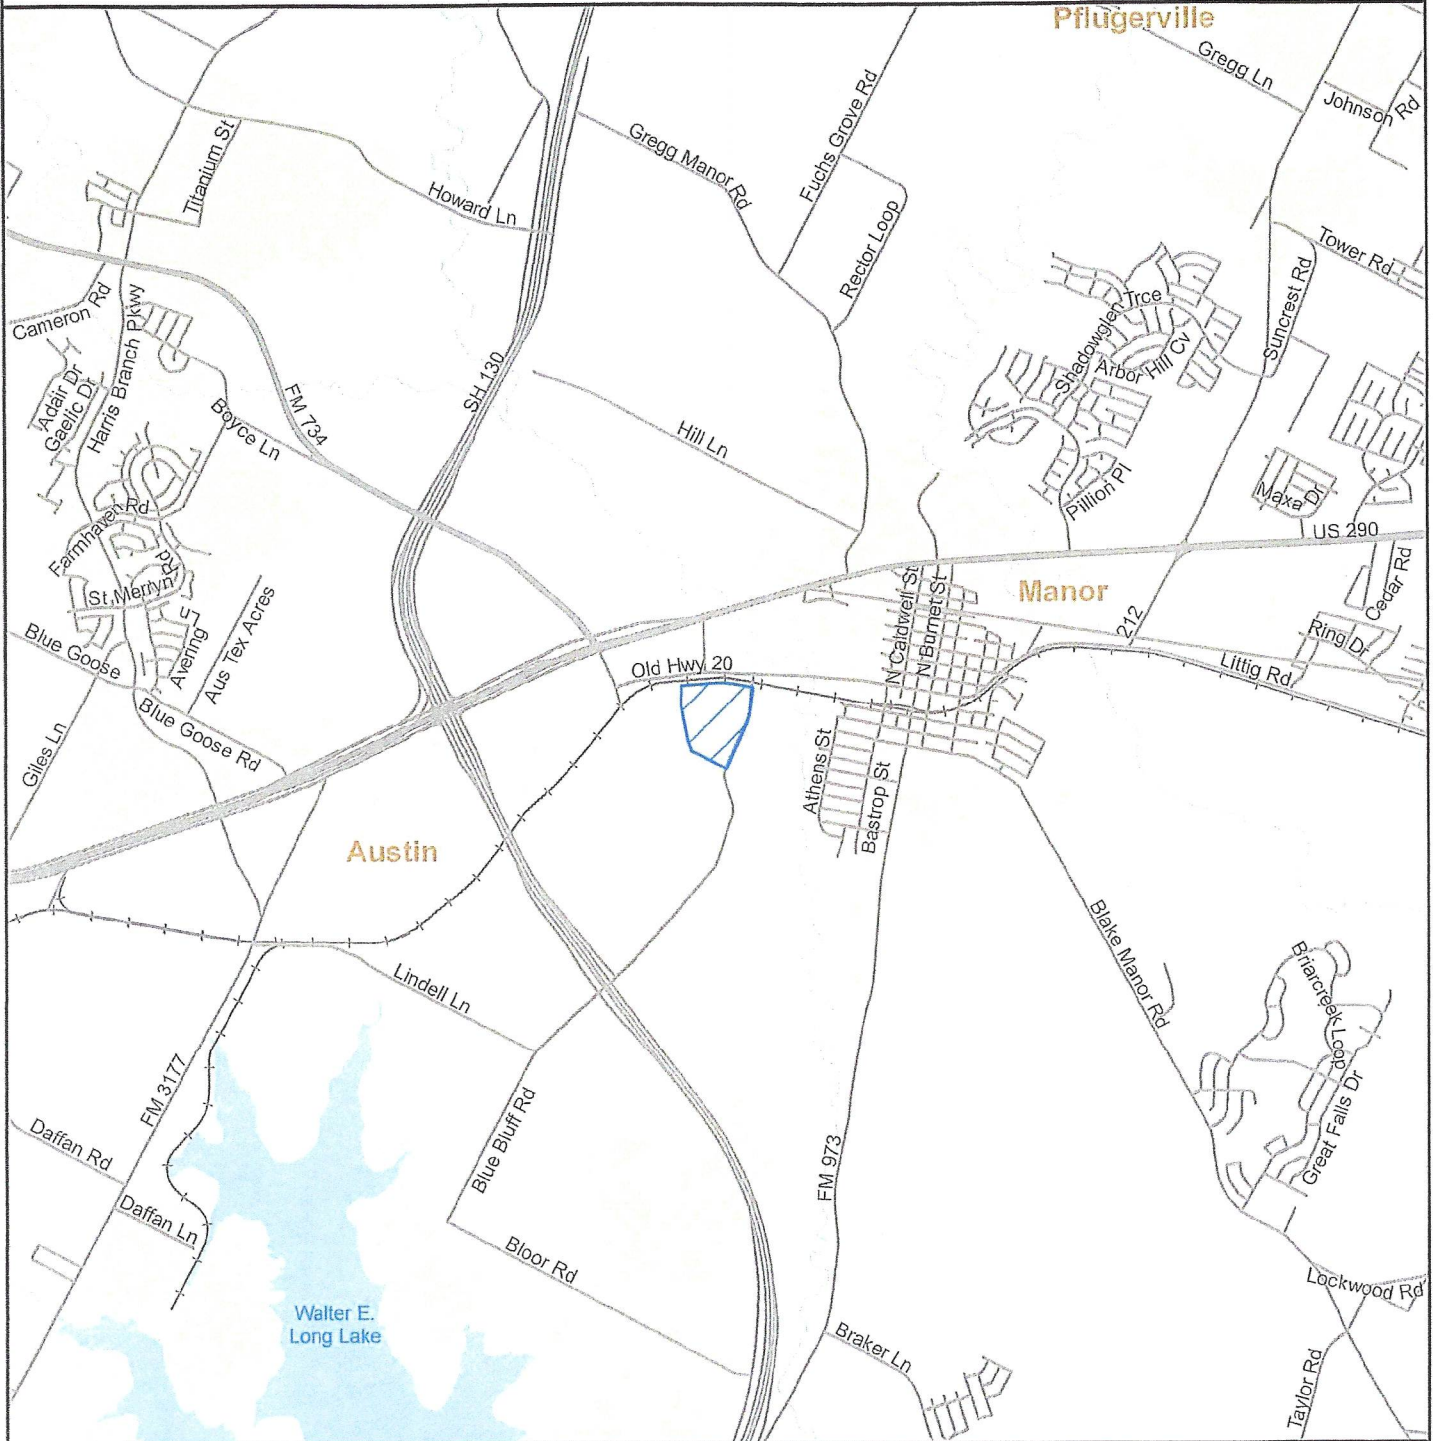 Pflugerville
Gregg Ln
Johnson Rd
Fuchs Grove Rd
Gregg Manor Rd
Titanium St
Howard Ln
Rector Loop
Tower Rd
Suncrest Rd
Cameron Rd
Harris Branch Pkwy
Shadowglen Trce
Arbor Hill Cv
SH 130
Adair Dr
Gaelic Dr
FM 734
Boyce Ln
Hill Ln
Pillion Pl
Maxa Dr
US 290
Farmhaven Rd
St Merryn Rd
Manor
Cedar Rd
N Caldwell St
N Burnet St
212
Ring Dr
Blue Goose
Avering Ln
Aus Tex Acres
Old Hwy 20
Littig Rd
Giles Ln
Blue Goose Rd
Athens St
Bastrop St
Austin
Blake Manor Rd
Briarcreek Loop
Lindell Ln
FM 3177
Great Falls Dr
Daffan Rd
Blue Bluff Rd
FM 973
Daffan Ln
Bloor Rd
Lockwood Rd
Walter E.
Long Lake
Braker Ln
Taylor Rd